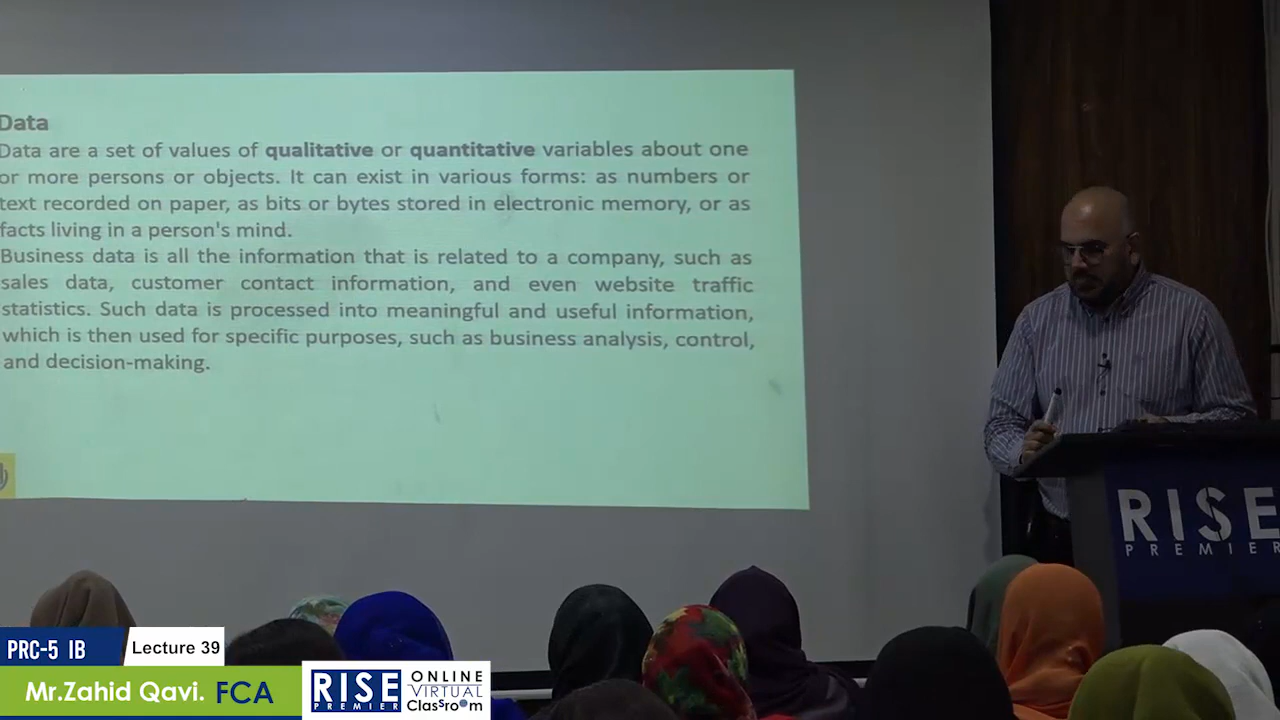 Data
Data are a set of values of qualitative or quantitative variables about one
or more persons or objects. It can exist in various forms: as numbers or
text recorded on paper, as bits or bytes stored in electronic memory, or as
facts living in a person's mind.
Business data is all the information that is related to a company, such as
sales data, customer contact information, and even website traffic
statistics. Such data is processed into meaningful and useful information,
which is then used for specific purposes, such as business analysis, control,
and decision-making.
RISE
PREMIER
PRC-5 IB
Lecture 39
Mr.Zahid Qavi. FCA
RISE
PREMIER
ONLINE
VIRTUAL
Classroom